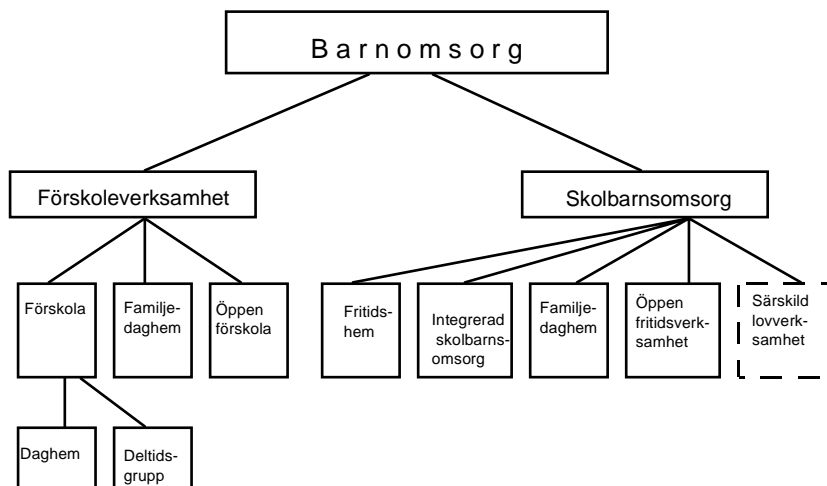 Barnomsorg
Förskoleverksamhet
Skolbarnsomsorg
Förskola
Familje-
daghem
Öppen
förskola
Fritids-
hem
Integrerad
skolbarns-
omsorg
Familje-
daghem
Öppen
fritidsverk-
samhet
Särskild
lovverk-
samhet
Daghem
Deltids-
grupp